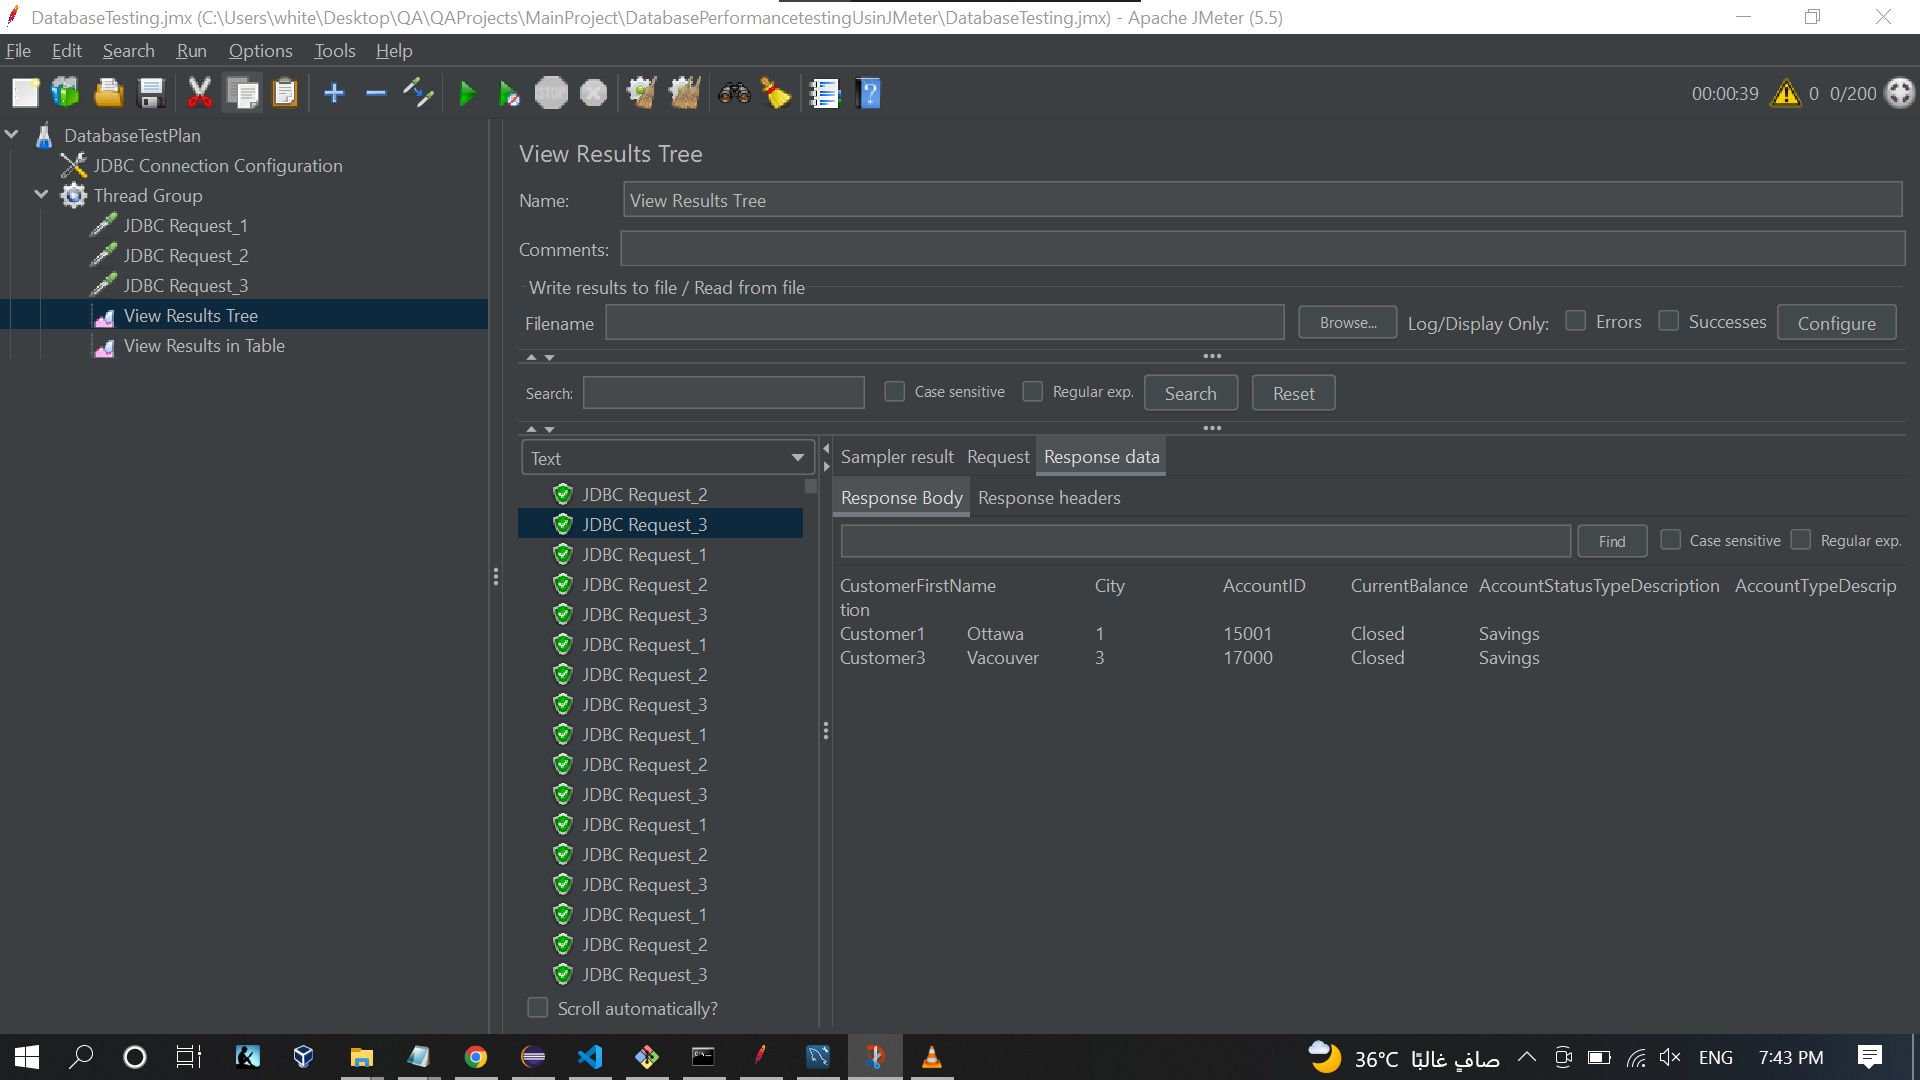 DatabaseTesting.jmx (C:\Users\white\Desktop\QA\QAProjects\MainProject\DatabasePerformancetestingUsinJMeter\DatabaseTesting.jmx) - Apache JMeter (5.5)
File Edit Search Run Options Tools Help
STOP
00:00:39 0 0/200
DatabaseTestPlan
JDBC Connection Configuration
Thread Group
JDBC Request_1
JDBC Request_2
JDBC Request_3
View Results Tree
View Results in Table
View Results Tree
Name: View Results Tree
Comments:
Write results to file / Read from file
Filename Browse... Log/Display Only: Errors Successes Configure
Search: Case sensitive Regular exp. Search Reset
Text
JDBC Request_2
JDBC Request_3
JDBC Request_1
JDBC Request_2
JDBC Request_3
JDBC Request_1
JDBC Request_2
JDBC Request_3
JDBC Request_1
JDBC Request_2
JDBC Request_3
JDBC Request_1
JDBC Request_2
JDBC Request_3
JDBC Request_1
JDBC Request_2
JDBC Request_3
Scroll automatically?
Sampler result Request Response data
Response Body Response headers
Find Case sensitive Regular exp.
CustomerFirstName City AccountID CurrentBalance AccountStatusTypeDescription AccountTypeDescrip
tion
Customer1 Ottawa 1 15001 Closed Savings
Customer3 Vacouver 3 17000 Closed Savings
36°C صافٍ غالبًا ENG 7:43 PM